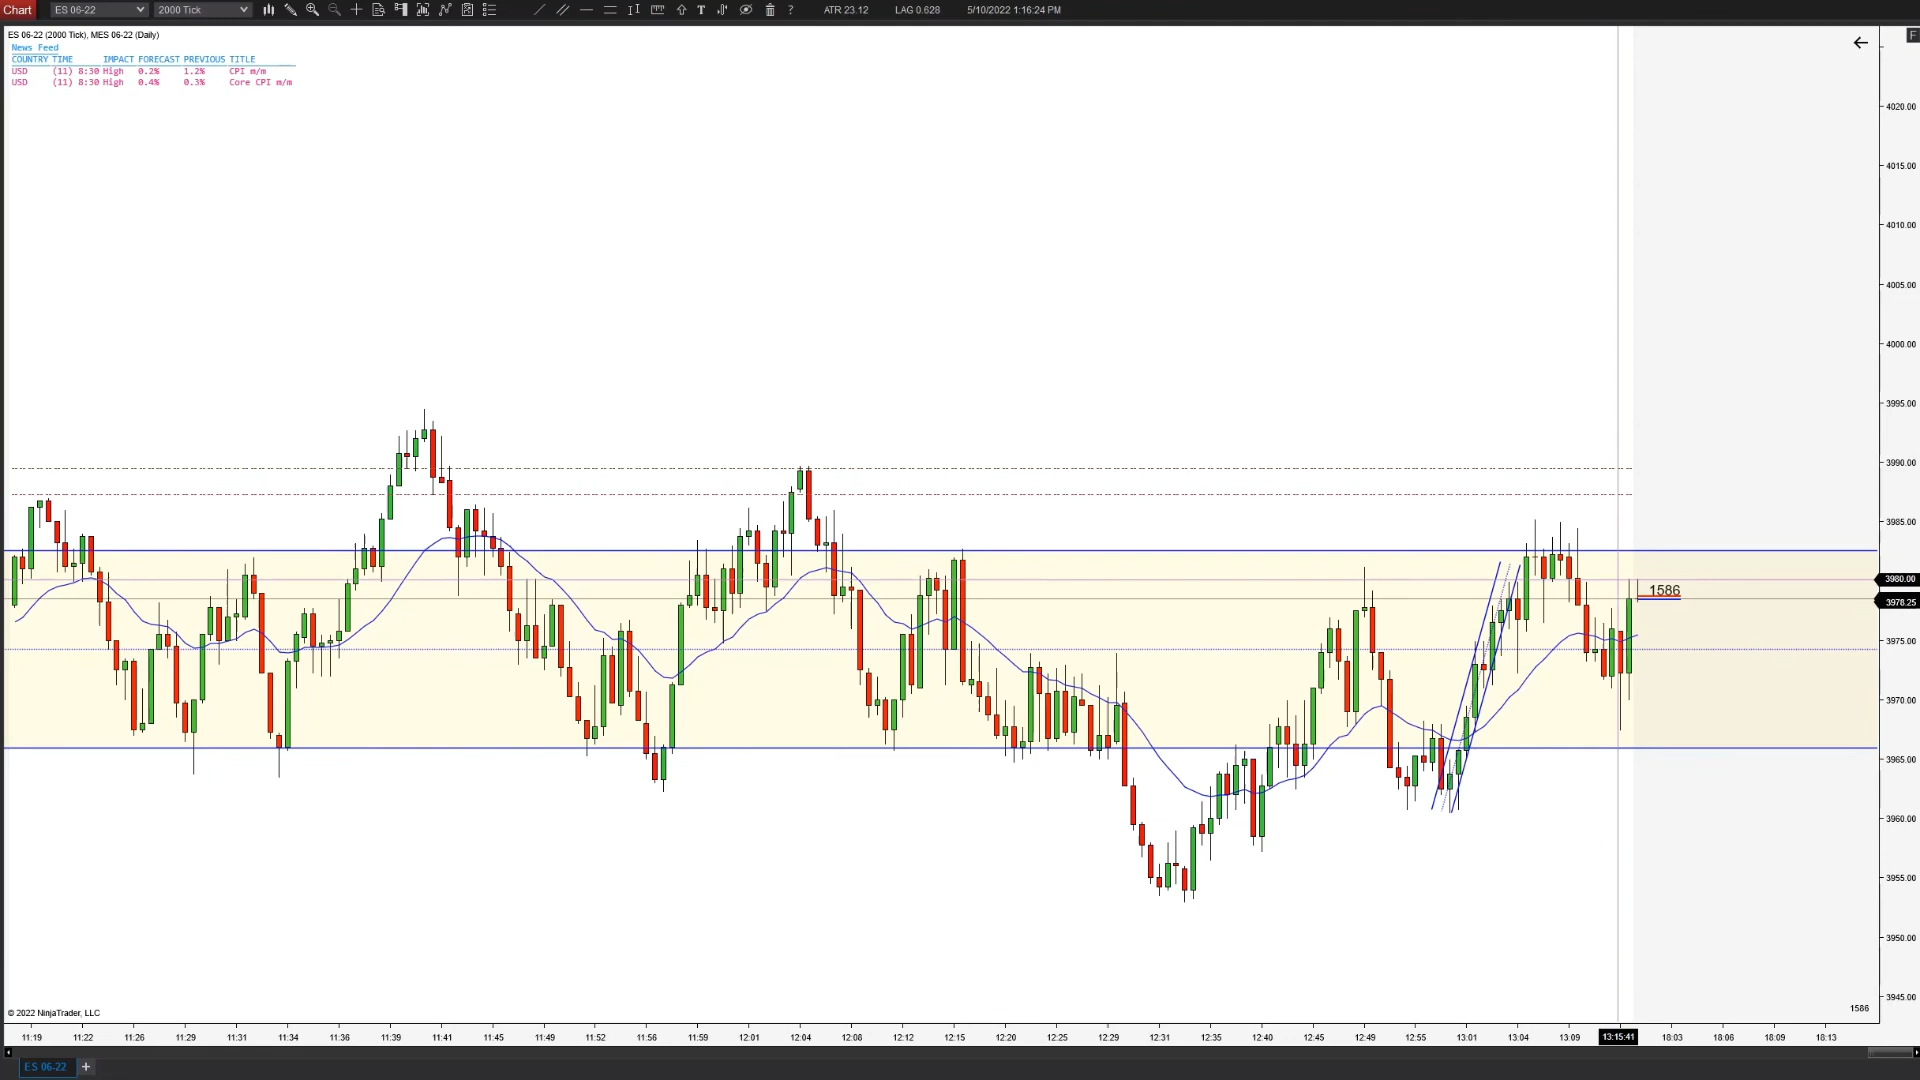 Chart ES 06-22 2000 Tick T ? ATR 23.12 LAG 0.628 5/10/2022 1:16:24 PM
ES 06-22 (2000 Tick), MES 06-22 (Daily)
F
News Feed
COUNTRY TIME IMPACT FORECAST PREVIOUS TITLE
USD (11) 8:30 High 0.2% 1.2% CPI m/m
USD (11) 8:30 High 0.4% 0.3% Core CPI m/m
4020.00
4015.00
4010.00
4005.00
4000.00
3995.00
3990.00
3985.00
3980.00
1586
3978.25
3975.00
3970.00
3965.00
3960.00
3955.00
3950.00
3945.00
1586
© 2022 NinjaTrader, LLC
11:19 11:22 11:26 11:29 11:31 11:34 11:36 11:39 11:41 11:45 11:49 11:52 11:56 11:59 12:01 12:04 12:08 12:12 12:15 12:20 12:25 12:29 12:31 12:35 12:40 12:45 12:49 12:55 13:01 13:04 13:09 13:15:41 18:03 18:06 18:09 18:13
ES 06-22 +